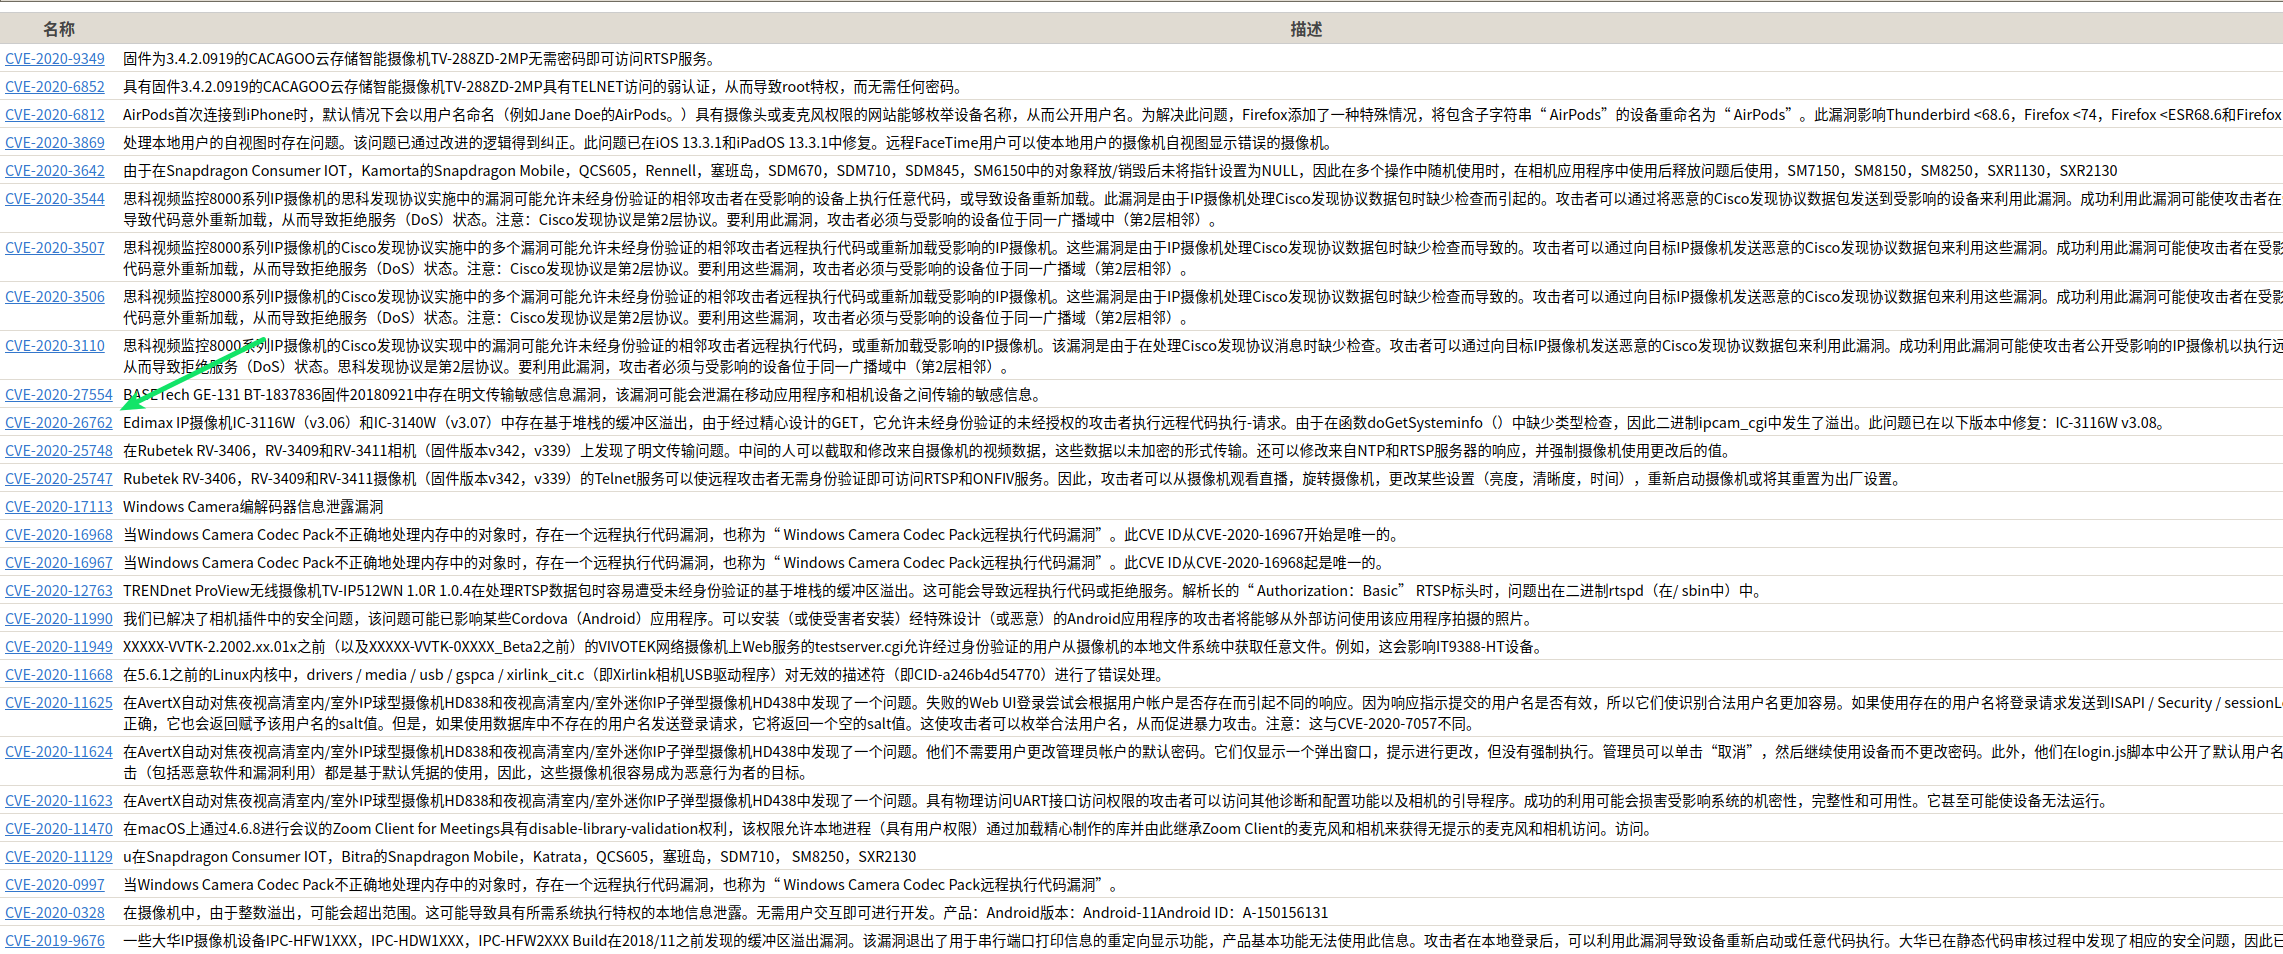 名称 描述
CVE-2020-9349 固件为3.4.2.0919的CACAGOO云存储智能摄像机TV-288ZD-2MP无需密码即可访问RTSP服务。
CVE-2020-6852 具有固件3.4.2.0919的CACAGOO云存储智能摄像机TV-288ZD-2MP具有TELNET访问的弱认证，从而导致root特权，而无需任何密码。
CVE-2020-6812 AirPods首次连接到iPhone时，默认情况下会以用户名命名（例如Jane Doe的AirPods。）具有摄像头或麦克风权限的网站能够枚举设备名称，从而公开用户名。为解决此问题，Firefox添加了一种特殊情况，将包含子字符串“ AirPods”的设备重命名为“ AirPods”。此漏洞影响Thunderbird <68.6，Firefox <74，Firefox <ESR68.6和Firefox
CVE-2020-3869 处理本地用户的自视图时存在问题。该问题已通过改进的逻辑得到纠正。此问题已在iOS 13.3.1和iPadOS 13.3.1中修复。远程FaceTime用户可以使本地用户的摄像机自视图显示错误的摄像机。
CVE-2020-3642 由于在Snapdragon Consumer IOT，Kamorta的Snapdragon Mobile，QCS605，Rennell，塞班岛，SDM670，SDM710，SDM845，SM6150中的对象释放/销毁后未将指针设置为NULL，因此在多个操作中随机使用时，在相机应用程序中使用后释放问题后使用，SM7150，SM8150，SM8250，SXR1130，SXR2130
CVE-2020-3544 思科视频监控8000系列IP摄像机的思科发现协议实施中的漏洞可能允许未经身份验证的相邻攻击者在受影响的设备上执行任意代码，或导致设备重新加载。此漏洞是由于IP摄像机处理Cisco发现协议数据包时缺少检查而引起的。攻击者可以通过将恶意的Cisco发现协议数据包发送到受影响的设备来利用此漏洞。成功利用此漏洞可能使攻击者在
导致代码意外重新加载，从而导致拒绝服务（DoS）状态。注意：Cisco发现协议是第2层协议。要利用此漏洞，攻击者必须与受影响的设备位于同一广播域中（第2层相邻）。
CVE-2020-3507 思科视频监控8000系列IP摄像机的Cisco发现协议实施中的多个漏洞可能允许未经身份验证的相邻攻击者远程执行代码或重新加载受影响的IP摄像机。这些漏洞是由于IP摄像机处理Cisco发现协议数据包时缺少检查而导致的。攻击者可以通过向目标IP摄像机发送恶意的Cisco发现协议数据包来利用这些漏洞。成功利用此漏洞可能使攻击者在受影
代码意外重新加载，从而导致拒绝服务（DoS）状态。注意：Cisco发现协议是第2层协议。要利用这些漏洞，攻击者必须与受影响的设备位于同一广播域（第2层相邻）。
CVE-2020-3506 思科视频监控8000系列IP摄像机的Cisco发现协议实施中的多个漏洞可能允许未经身份验证的相邻攻击者远程执行代码或重新加载受影响的IP摄像机。这些漏洞是由于IP摄像机处理Cisco发现协议数据包时缺少检查而导致的。攻击者可以通过向目标IP摄像机发送恶意的Cisco发现协议数据包来利用这些漏洞。成功利用此漏洞可能使攻击者在受影
代码意外重新加载，从而导致拒绝服务（DoS）状态。注意：Cisco发现协议是第2层协议。要利用这些漏洞，攻击者必须与受影响的设备位于同一广播域（第2层相邻）。
CVE-2020-3110 思科视频监控8000系列IP摄像机的Cisco发现协议实现中的漏洞可能允许未经身份验证的相邻攻击者远程执行代码，或重新加载受影响的IP摄像机。该漏洞是由于在处理Cisco发现协议消息时缺少检查。攻击者可以通过向目标IP摄像机发送恶意的Cisco发现协议数据包来利用此漏洞。成功利用此漏洞可能使攻击者公开受影响的IP摄像机以执行远
从而导致拒绝服务（DoS）状态。思科发现协议是第2层协议。要利用此漏洞，攻击者必须与受影响的设备位于同一广播域中（第2层相邻）。
CVE-2020-27554 BASETech GE-131 BT-1837836固件20180921中存在明文传输敏感信息漏洞，该漏洞可能会泄漏在移动应用程序和相机设备之间传输的敏感信息。
CVE-2020-26762 Edimax IP摄像机IC-3116W（v3.06）和IC-3140W（v3.07）中存在基于堆栈的缓冲区溢出，由于经过精心设计的GET，它允许未经身份验证的未经授权的攻击者执行远程代码执行-请求。由于在函数doGetSysteminfo（）中缺少类型检查，因此二进制ipcam_cgi中发生了溢出。此问题已在以下版本中修复：IC-3116W v3.08。
CVE-2020-25748 在Rubetek RV-3406，RV-3409和RV-3411相机（固件版本v342，v339）上发现了明文传输问题。中间的人可以截取和修改来自摄像机的视频数据，这些数据以未加密的形式传输。还可以修改来自NTP和RTSP服务器的响应，并强制摄像机使用更改后的值。
CVE-2020-25747 Rubetek RV-3406，RV-3409和RV-3411摄像机（固件版本v342，v339）的Telnet服务可以使远程攻击者无需身份验证即可访问RTSP和ONFIV服务。因此，攻击者可以从摄像机观看直播，旋转摄像机，更改某些设置（亮度，清晰度，时间），重新启动摄像机或将其重置为出厂设置。
CVE-2020-17113 Windows Camera编解码器信息泄露漏洞
CVE-2020-16968 当Windows Camera Codec Pack不正确地处理内存中的对象时，存在一个远程执行代码漏洞，也称为“ Windows Camera Codec Pack远程执行代码漏洞”。此CVE ID从CVE-2020-16967开始是唯一的。
CVE-2020-16967 当Windows Camera Codec Pack不正确地处理内存中的对象时，存在一个远程执行代码漏洞，也称为“ Windows Camera Codec Pack远程执行代码漏洞”。此CVE ID从CVE-2020-16968起是唯一的。
CVE-2020-12763 TRENDnet ProView无线摄像机TV-IP512WN 1.0R 1.0.4在处理RTSP数据包时容易遭受未经身份验证的基于堆栈的缓冲区溢出。这可能会导致远程执行代码或拒绝服务。解析长的“ Authorization：Basic” RTSP标头时，问题出在二进制rtspd（在/ sbin中）中。
CVE-2020-11990 我们已解决了相机插件中的安全问题，该问题可能已影响某些Cordova（Android）应用程序。可以安装（或使受害者安装）经特殊设计（或恶意）的Android应用程序的攻击者将能够从外部访问使用该应用程序拍摄的照片。
CVE-2020-11949 XXXXX-VVTK-2.2002.xx.01x之前（以及XXXXX-VVTK-0XXXX_Beta2之前）的VIVOTEK网络摄像机上Web服务的testserver.cgi允许经过身份验证的用户从摄像机的本地文件系统中获取任意文件。例如，这会影响IT9388-HT设备。
CVE-2020-11668 在5.6.1之前的Linux内核中，drivers / media / usb / gspca / xirlink_cit.c（即Xirlink相机USB驱动程序）对无效的描述符（即CID-a246b4d54770）进行了错误处理。
CVE-2020-11625 在AvertX自动对焦夜视高清室内/室外IP球型摄像机HD838和夜视高清室内/室外迷你IP子弹型摄像机HD438中发现了一个问题。失败的Web UI登录尝试会根据用户帐户是否存在而引起不同的响应。因为响应指示提交的用户名是否有效，所以它们使识别合法用户名更加容易。如果使用存在的用户名将登录请求发送到ISAPI / Security / sessionL
正确，它也会返回赋予该用户名的salt值。但是，如果使用数据库中不存在的用户名发送登录请求，它将返回一个空的salt值。这使攻击者可以枚举合法用户名，从而促进暴力攻击。注意：这与CVE-2020-7057不同。
CVE-2020-11624 在AvertX自动对焦夜视高清室内/室外IP球型摄像机HD838和夜视高清室内/室外迷你IP子弹型摄像机HD438中发现了一个问题。他们不需要用户更改管理员帐户的默认密码。它们仅显示一个弹出窗口，提示进行更改，但没有强制执行。管理员可以单击“取消”，然后继续使用设备而不更改密码。此外，他们在login.js脚本中公开了默认用户名
击（包括恶意软件和漏洞利用）都是基于默认凭据的使用，因此，这些摄像机很容易成为恶意行为者的目标。
CVE-2020-11623 在AvertX自动对焦夜视高清室内/室外IP球型摄像机HD838和夜视高清室内/室外迷你IP子弹型摄像机HD438中发现了一个问题。具有物理访问UART接口访问权限的攻击者可以访问其他诊断和配置功能以及相机的引导程序。成功的利用可能会损害受影响系统的机密性，完整性和可用性。它甚至可能使设备无法运行。
CVE-2020-11470 在macOS上通过4.6.8进行会议的Zoom Client for Meetings具有disable-library-validation权利，该权限允许本地进程（具有用户权限）通过加载精心制作的库并由此继承Zoom Client的麦克风和相机来获得无提示的麦克风和相机访问。访问。
CVE-2020-11129 u在Snapdragon Consumer IOT，Bitra的Snapdragon Mobile，Katrata，QCS605，塞班岛，SDM710， SM8250，SXR2130
CVE-2020-0997 当Windows Camera Codec Pack不正确地处理内存中的对象时，存在一个远程执行代码漏洞，也称为“ Windows Camera Codec Pack远程执行代码漏洞”。
CVE-2020-0328 在摄像机中，由于整数溢出，可能会超出范围。这可能导致具有所需系统执行特权的本地信息泄露。无需用户交互即可进行开发。产品：Android版本：Android-11Android ID：A-150156131
CVE-2019-9676 一些大华IP摄像机设备IPC-HFW1XXX，IPC-HDW1XXX，IPC-HFW2XXX Build在2018/11之前发现的缓冲区溢出漏洞。该漏洞退出了用于串行端口打印信息的重定向显示功能，产品基本功能无法使用此信息。攻击者在本地登录后，可以利用此漏洞导致设备重新启动或任意代码执行。大华已在静态代码审核过程中发现了相应的安全问题，因此已